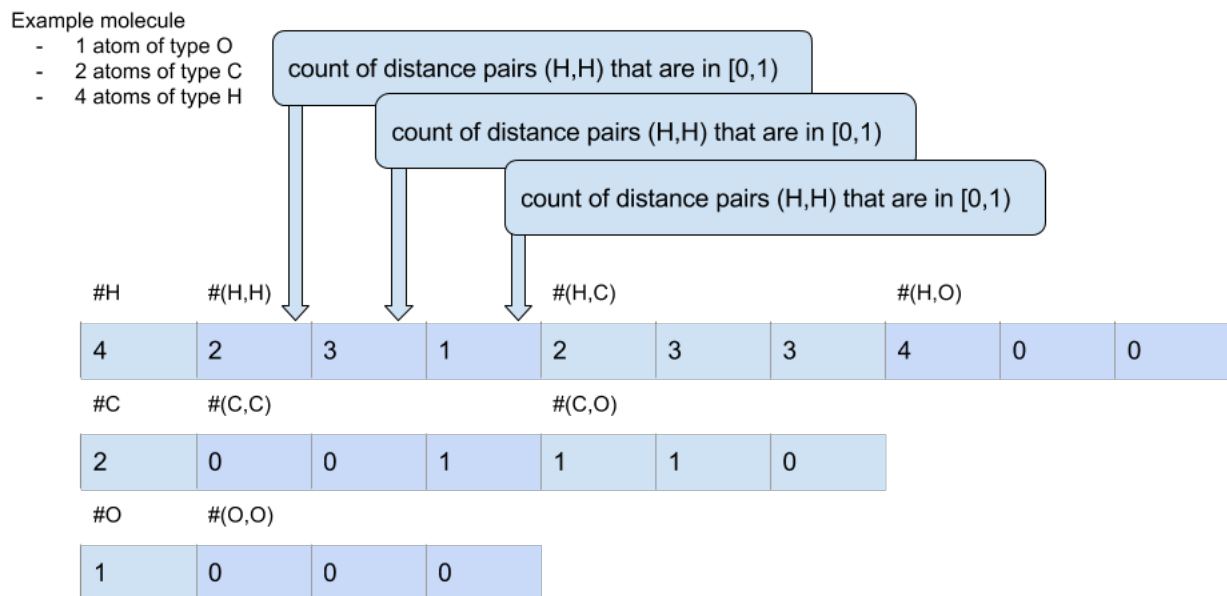 Example molecule
- 1 atom of type O
- 2 atoms of type C
- 4 atoms of type H
count of distance pairs (H,H) that are in [0,1)
count of distance pairs (H,H) that are in [0,1)
count of distance pairs (H,H) that are in [0,1)
#H #(H,H) #(H,C) #(H,O)
4 2 3 1 2 3 3 4 0 0
#C #(C,C) #(C,O)
2 0 0 1 1 1 0
#O #(O,O)
1 0 0 0